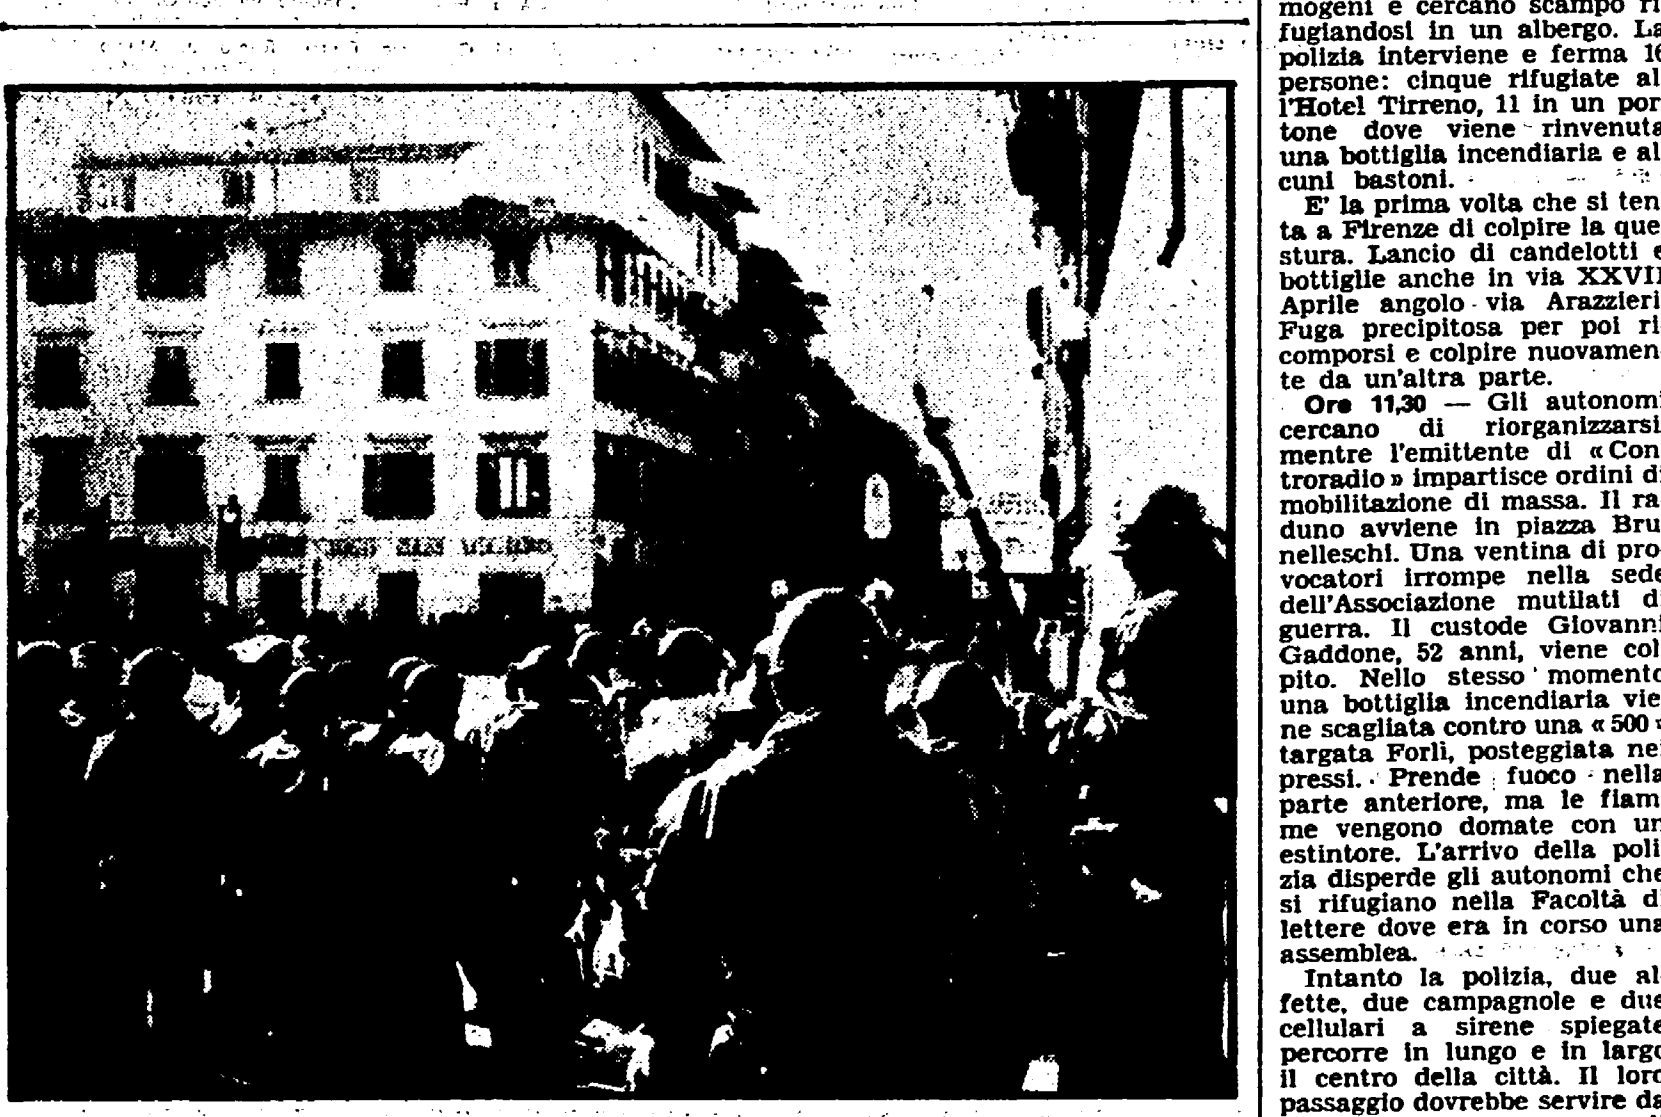 mogeni e cercano scampo ri
fugiandosi in un albergo. La
polizia interviene e ferma 16
persone: cinque rifugiate al
l'Hotel Tirreno, 11 in un por
tone dove viene rinvenuta
una bottiglia incendiaria e al
cuni bastoni.
E' la prima volta che si ten
ta a Firenze di colpire la que
stura. Lancio di candelotti e
bottiglie anche in via XXVII
Aprile angolo via Arazzieri
Fuga precipitosa per poi ri
comporsi e colpire nuovamen
te da un'altra parte.
Ore 11,30 — Gli autonomi
cercano di riorganizzarsi
mentre l'emittente di « Con
troradio » impartisce ordini di
mobilitazione di massa. Il ra
duno avviene in piazza Bru
nelleschi. Una ventina di pro
vocatori irrompe nella sede
dell'Associazione mutilati di
guerra. Il custode Giovanni
Gaddone, 52 anni, viene col
pito. Nello stesso momento
una bottiglia incendiaria vie
ne scagliata contro una « 500 »
targata Forlì, posteggiata nei
pressi. Prende fuoco nella
parte anteriore, ma le fiam
me vengono domate con un
estintore. L'arrivo della poli
zia disperde gli autonomi che
si rifugiano nella Facoltà di
lettere dove era in corso una
assemblea.
Intanto la polizia, due al
fette, due campagnole e due
cellulari a sirene spiegate
percorre in lungo e in largo
il centro della città. Il loro
passaggio dovrebbe servire da